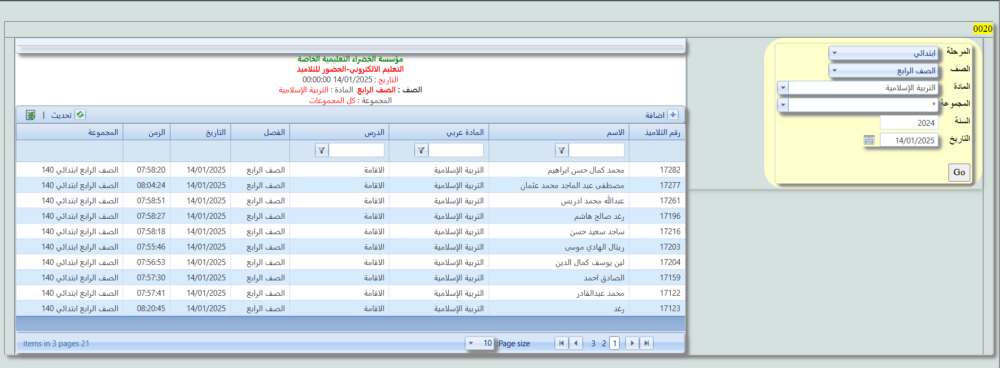 0020
المرحلة ابتدائي
الصف الصف الرابع
المادة التربية الإسلامية
المجموعة *
السنة 2024
التاريخ 14/01/2025
Go
مؤسسة الخضراء التعليمية الخاصة
التعليم الالكتروني-الحضور للتلاميذ
التاريخ : 14/01/2025 00:00:00
الصف : الصف الرابع المادة : التربية الإسلامية
المجموعة : كل المجموعات
اضافة تحديث |
رقم التلاميذ الاسم المادة عربي الدرس الفصل التاريخ الزمن المجموعة
17282 محمد كمال حسن ابراهيم التربية الإسلامية الاقامة الصف الرابع 14/01/2025 07:58:20 الصف الرابع ابتدائي 140
17277 مصطفى عبد الماجد محمد عثمان التربية الإسلامية الاقامة الصف الرابع 14/01/2025 08:04:24 الصف الرابع ابتدائي 140
17261 عبدالله محمد ادريس التربية الإسلامية الاقامة الصف الرابع 14/01/2025 07:58:51 الصف الرابع ابتدائي 140
17196 رغد صالح هاشم التربية الإسلامية الاقامة الصف الرابع 14/01/2025 07:58:27 الصف الرابع ابتدائي 140
17216 ساجد سعيد حسن التربية الإسلامية الاقامة الصف الرابع 14/01/2025 07:58:18 الصف الرابع ابتدائي 140
17203 ريتال الهادي موسى التربية الإسلامية الاقامة الصف الرابع 14/01/2025 07:55:46 الصف الرابع ابتدائي 140
17204 لين يوسف كمال الدين التربية الإسلامية الاقامة الصف الرابع 14/01/2025 07:56:53 الصف الرابع ابتدائي 140
17159 الصادق احمد التربية الإسلامية الاقامة الصف الرابع 14/01/2025 07:57:30 الصف الرابع ابتدائي 140
17122 محمد عبدالقادر التربية الإسلامية الاقامة الصف الرابع 14/01/2025 07:57:41 الصف الرابع ابتدائي 140
17123 رغد التربية الإسلامية الاقامة الصف الرابع 14/01/2025 08:20:45 الصف الرابع ابتدائي 140
1 2 3 Page size: 10 items in 3 pages 21